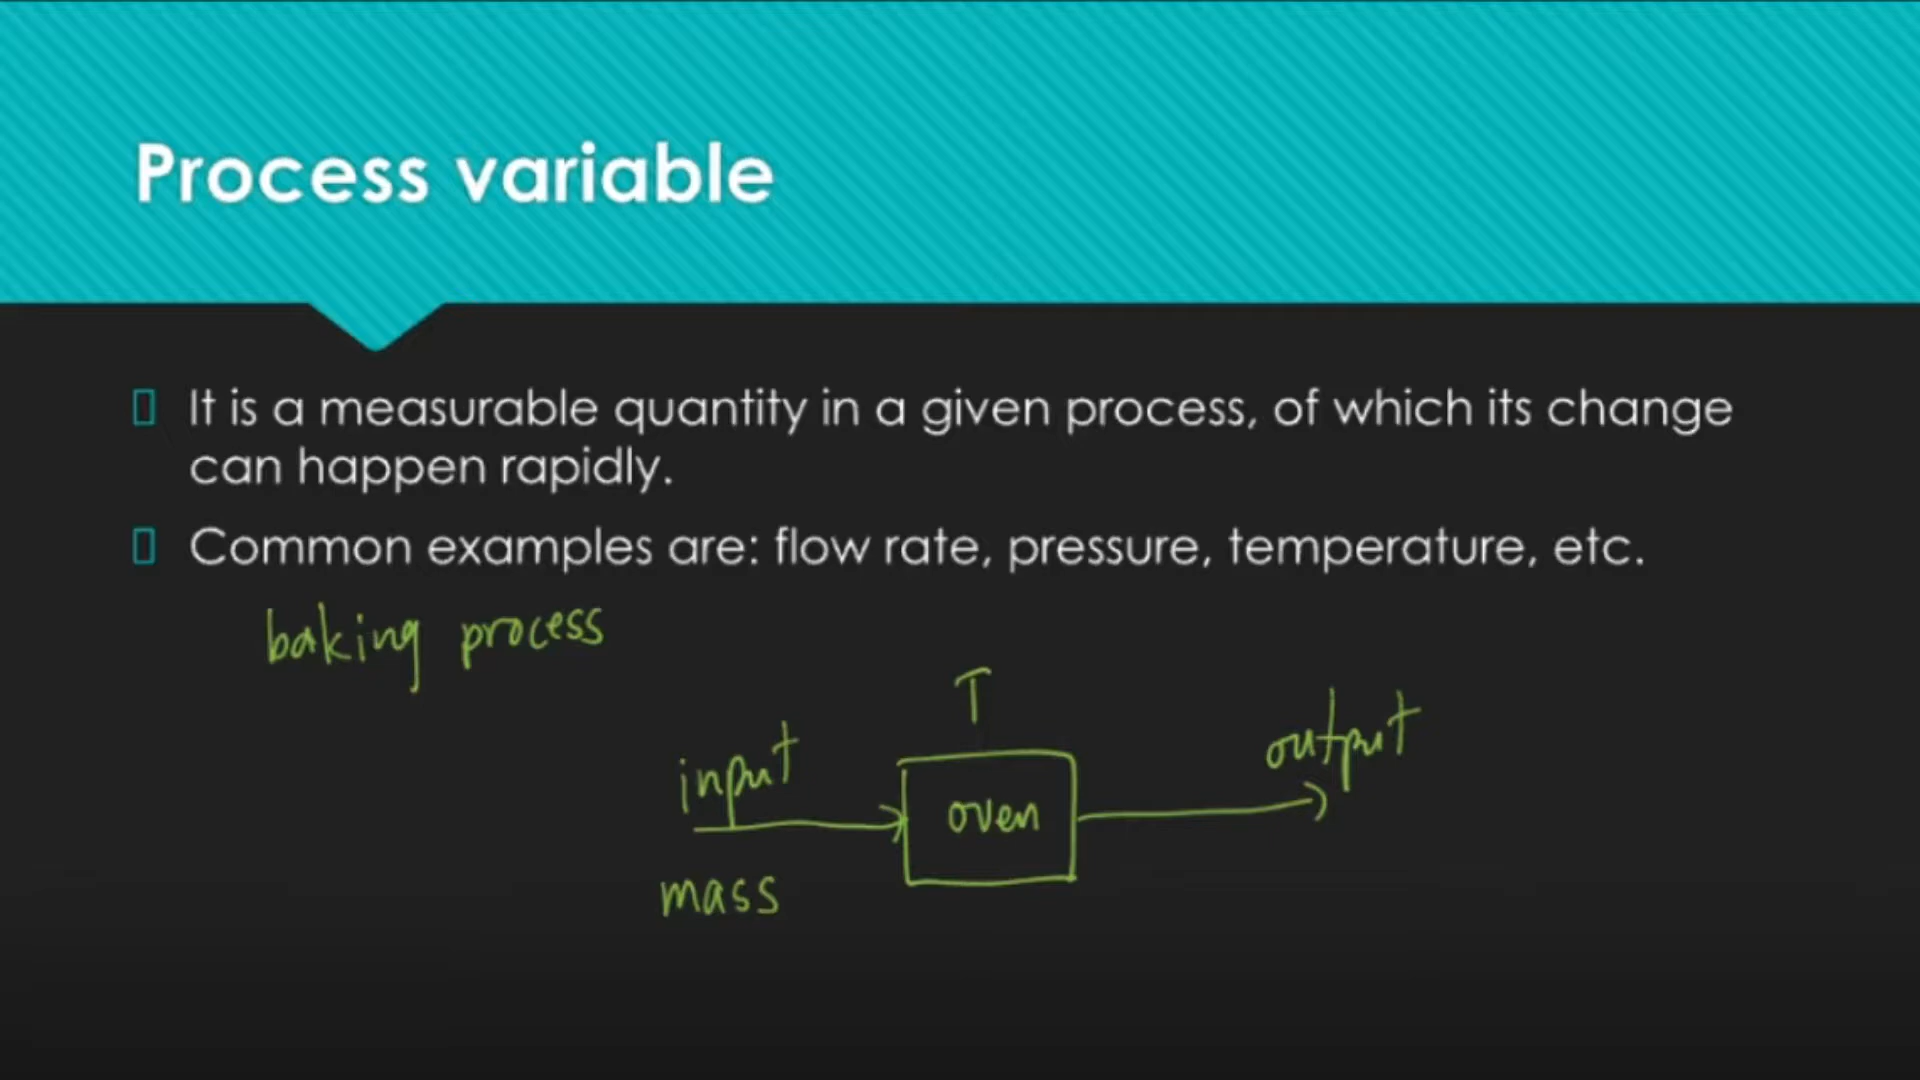 Process variable
It is a measurable quantity in a given process, of which its change
can happen rapidly.
Common examples are: flow rate, pressure, temperature, etc.
baking process
T
input
output
oven
mass